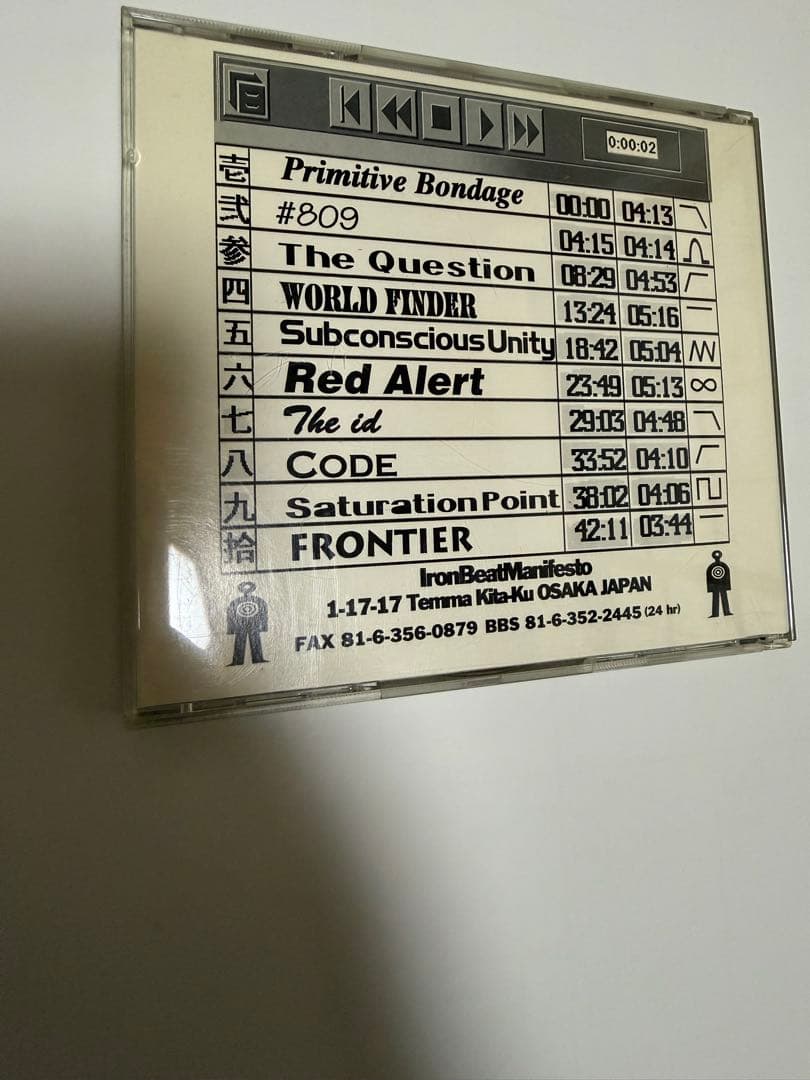 0:00:02
壱 Primitive Bondage 00:00 04:13
弐 #809 04:15 04:14
参 The Question 08:29 04:53
四 WORLD FINDER 13:24 05:16
五 Subconscious Unity 18:42 05:04
六 Red Alert 23:49 05:13 ∞
七 The id 29:03 04:48
八 CODE 33:52 04:10
九 Saturation Point 38:02 04:06
拾 FRONTIER 42:11 03:44
IronBeatManifesto
1-17-17 Temma Kita-Ku OSAKA JAPAN
FAX 81-6-356-0879 BBS 81-6-352-2445 (24 hr)